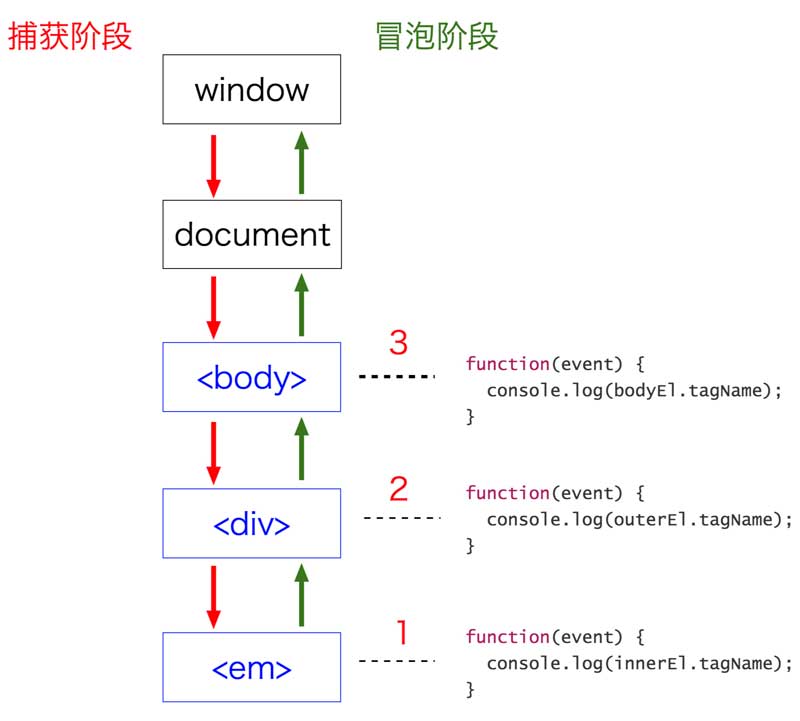 捕获阶段 冒泡阶段
window
document
<body>
3
function(event) {
  console.log(bodyEl.tagName);
}
<div>
2
function(event) {
  console.log(outerEl.tagName);
}
<em>
1
function(event) {
  console.log(innerEl.tagName);
}